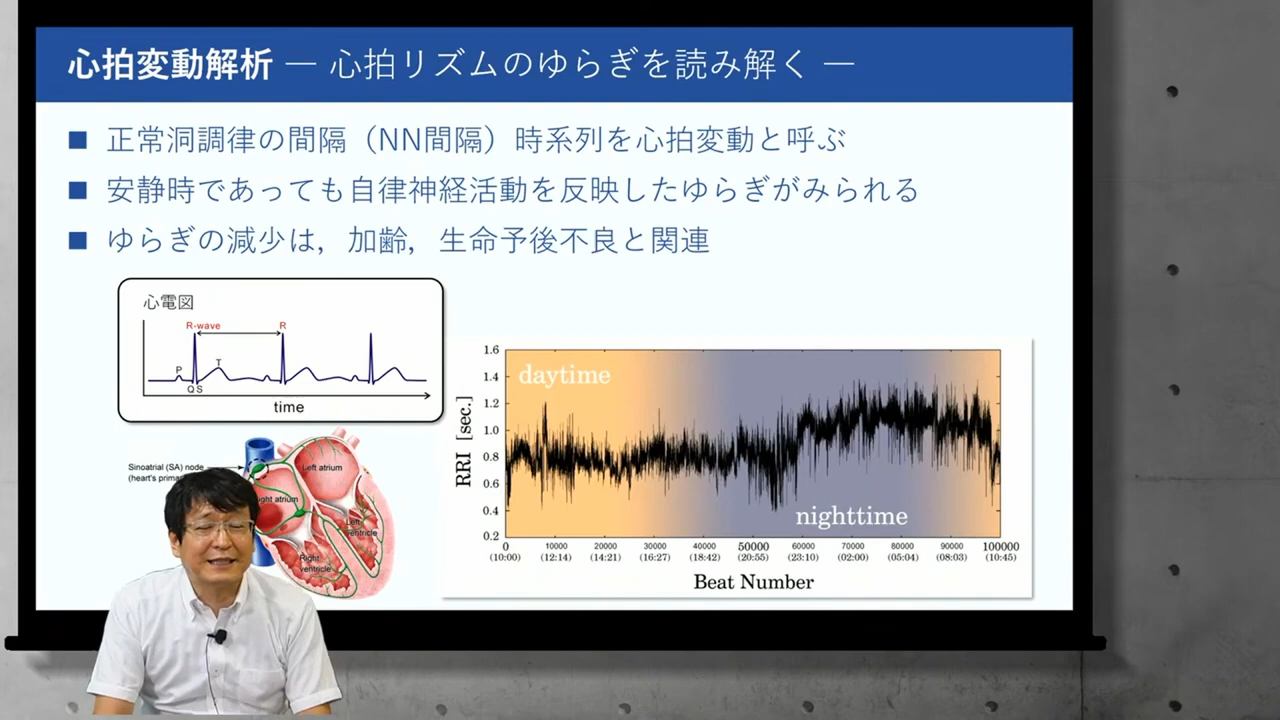 心拍変動解析 ― 心拍リズムのゆらぎを読み解く ―
■ 正常洞調律の間隔（NN間隔）時系列を心拍変動と呼ぶ
■ 安静時であっても自律神経活動を反映したゆらぎがみられる
■ ゆらぎの減少は，加齢，生命予後不良と関連
心電図
R-wave
R
P
T
Q S
time
Sinoatrial (SA) node
(heart's
Left atrium
atrium
Left
ventricle
Right
ventricle
daytime
nighttime
RRI [sec.]
1.6
1.4
1.2
1.0
0.8
0.6
0.4
0.2
0 10000 20000 30000 40000 50000 60000 70000 80000 90000 100000
(10:00) (12:14) (14:21) (16:27) (18:42) (20:55) (23:10) (02:00) (05:04) (08:03) (10:45)
Beat Number